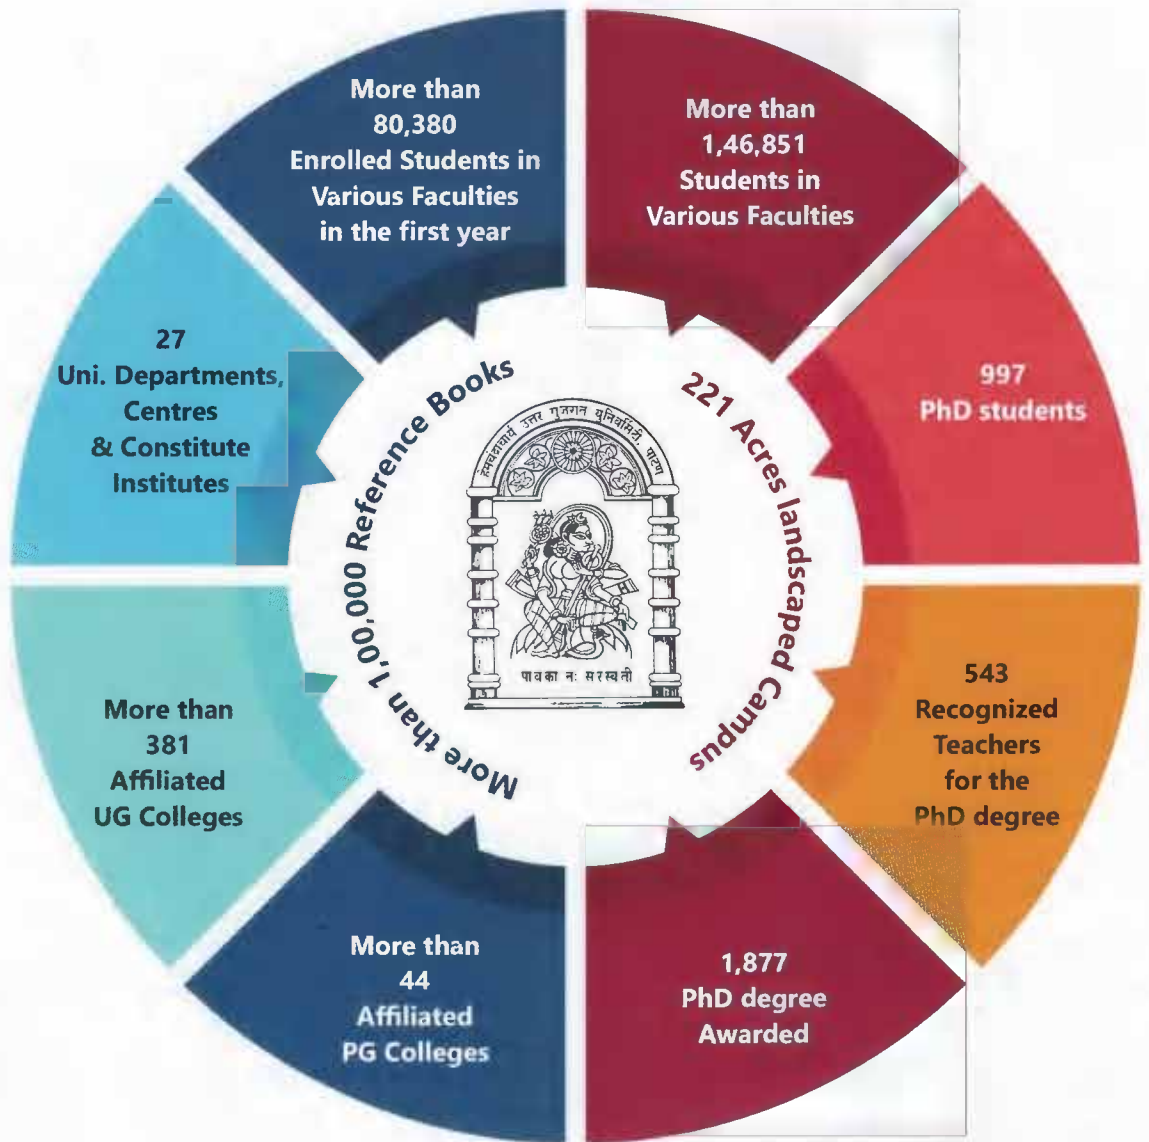 More than
80,380
Enrolled Students in
Various Faculties
in the first year
More than
1,46,851
Students in
Various Faculties
997
PhD students
543
Recognized
Teachers
for the
PhD degree
1,877
PhD degree
Awarded
More than
44
Affiliated
PG Colleges
More than
381
Affiliated
UG Colleges
27
Uni. Departments,
Centres
& Constitute
Institutes
More than 1,00,000 Reference Books
221 Acres landscaped Campus
उत्तर
पाटण
पावका नः सरस्वती